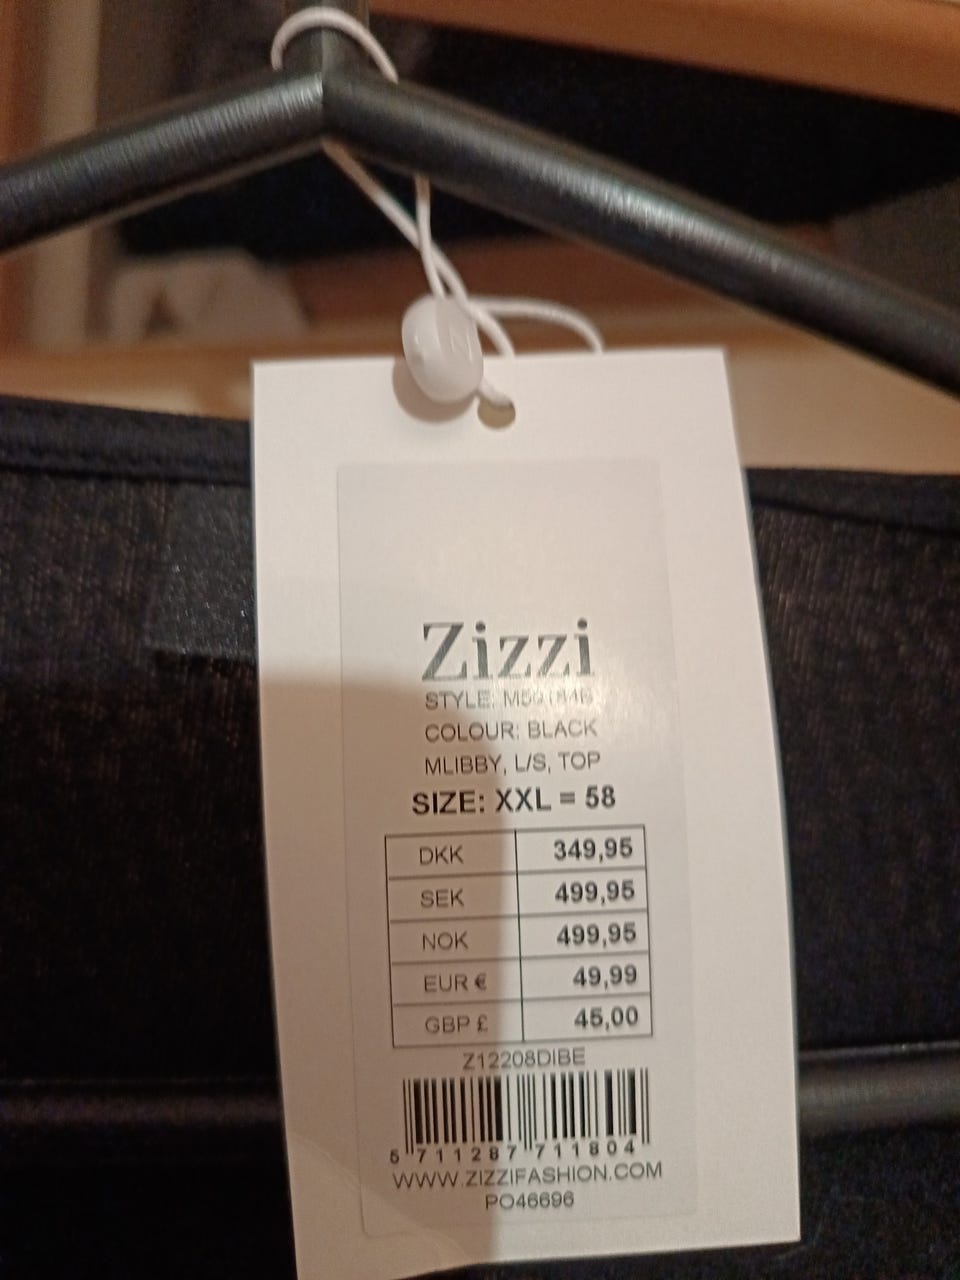 Zizzi
STYLE:
COLOUR: BLACK
MLIBBY, L/S, TOP
SIZE: XXL = 58
DKK 349,95
SEK 499,95
NOK 499,95
EUR € 49,99
GBP £ 45,00
Z12208DIBE
5 711287 711804
WWW.ZIZZIFASHION.COM
PO46696